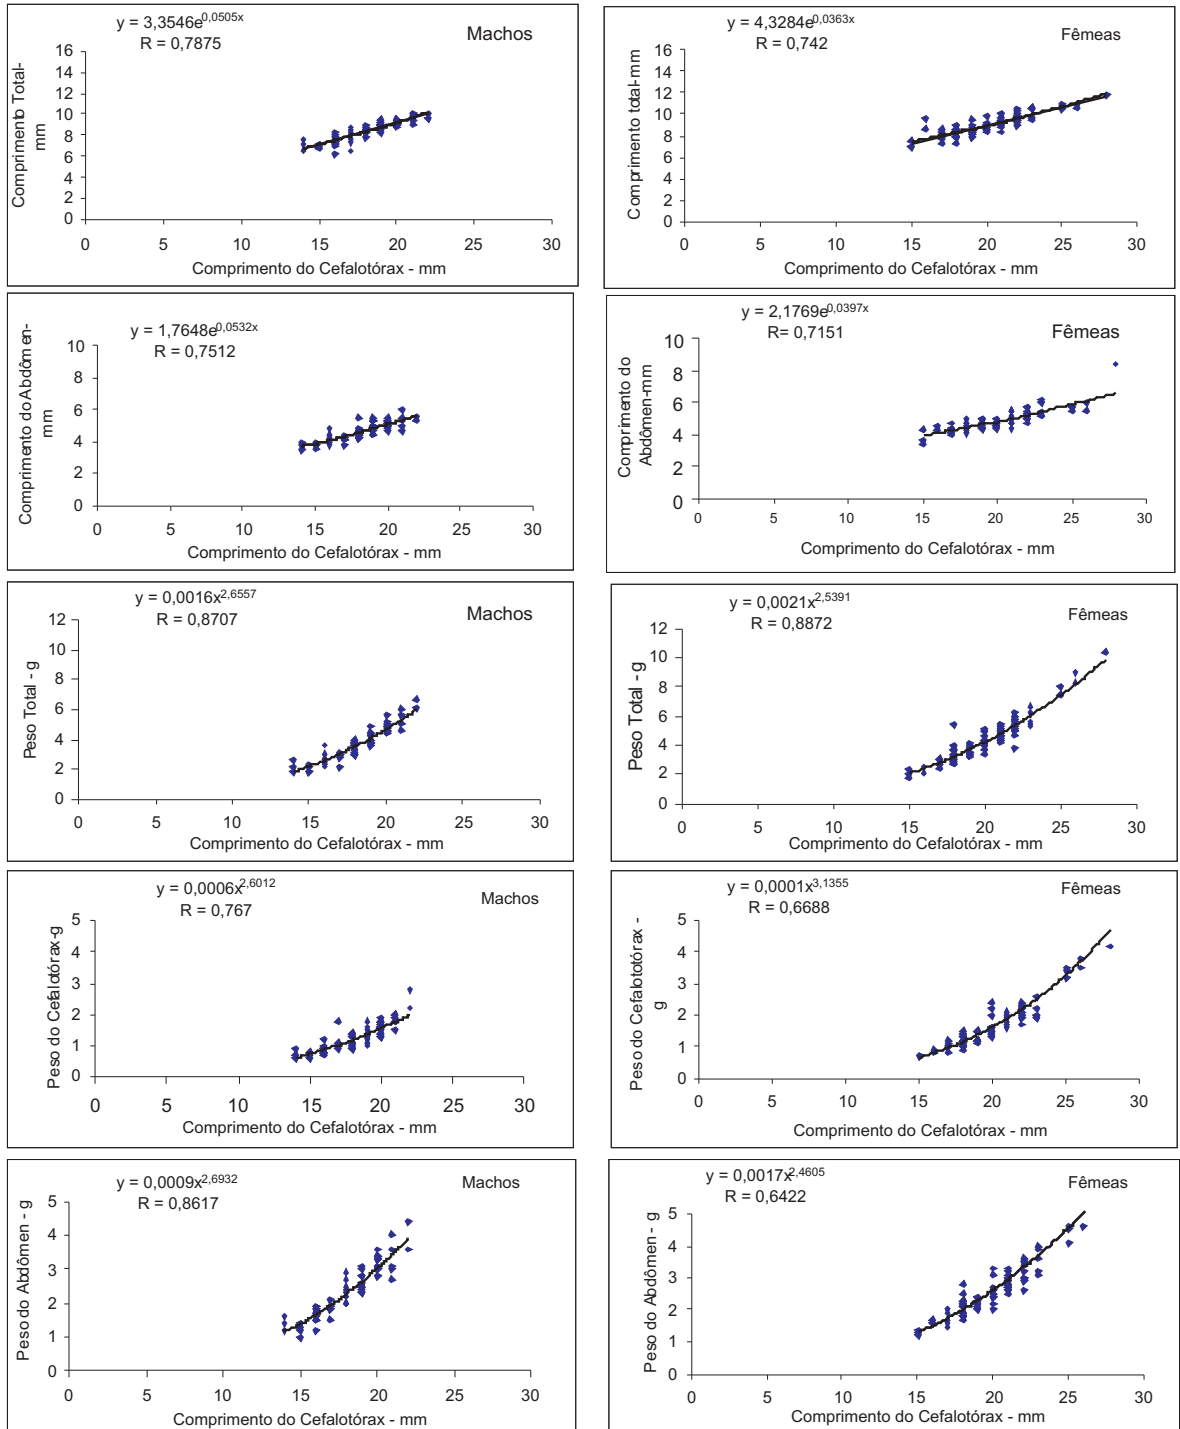 y = 3,3546e^0,0505x
R = 0,7875
Machos
Comprimento Total-
mm
16
14
12
10
8
6
4
2
0
0 5 10 15 20 25 30
Comprimento do Cefalotórax - mm
y = 4,3284e^0,0363x
R = 0,742
Fêmeas
Comprimento total-mm
16
14
12
10
8
6
4
2
0
0 5 10 15 20 25 30
Comprimento do Cefalotórax - mm
y = 1,7648e^0,0532x
R = 0,7512
Comprimento do Abdômen-
mm
10
8
6
4
2
0
0 5 10 15 20 25 30
Comprimento do Cefalotórax - mm
y = 2,1769e^0,0397x
R= 0,7151
Fêmeas
Comprimento do
Abdômen-mm
10
8
6
4
2
0
0 5 10 15 20 25 30
Comprimento do Cefalotórax - mm
y = 0,0016x^2,6557
R = 0,8707
Machos
Peso Total - g
12
10
8
6
4
2
0
0 5 10 15 20 25 30
Comprimento do Cefalotórax - mm
y = 0,0021x^2,5391
R = 0,8872
Fêmeas
Peso Total - g
12
10
8
6
4
2
0
0 5 10 15 20 25 30
Comprimento do Cefalotórax - mm
y = 0,0006x^2,6012
R = 0,767
Machos
Peso do Cefalotórax-g
5
4
3
2
1
0
0 5 10 15 20 25 30
Comprimento do Cefalotórax - mm
y = 0,0001x^3,1355
R = 0,6688
Fêmeas
Peso do Cefalotótorax -
g
5
4
3
2
1
0
0 5 10 15 20 25 30
Comprimento do Cefalotórax - mm
y = 0,0009x^2,6932
R = 0,8617
Machos
Peso do Abdômen - g
5
4
3
2
1
0
0 5 10 15 20 25 30
Comprimento do Cefalotórax - mm
y = 0,0017x^2,4605
R = 0,6422
Fêmeas
Peso do Abdômen - g
5
4
3
2
1
0
0 5 10 15 20 25 30
Comprimento do Cefalotórax - mm